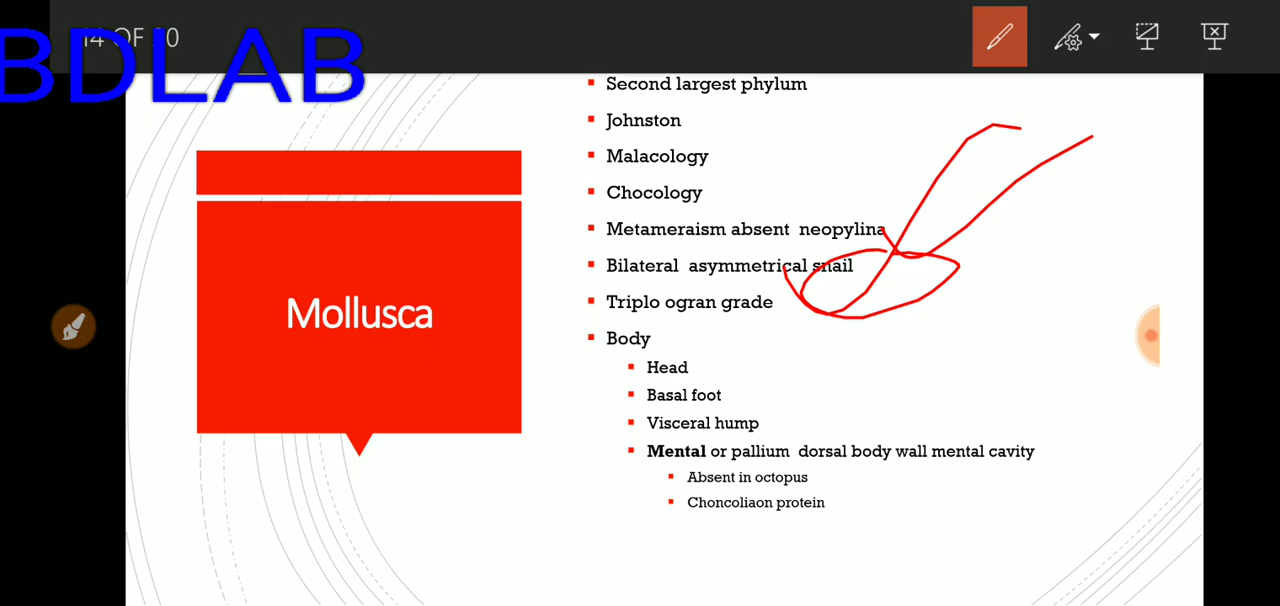 14 OF 20
BDLAB
Second largest phylum
Johnston
Malacology
Chocology
Metameraism absent neopylina
Bilateral asymmetrical snail
Triplo ogran grade
Mollusca
Body
Head
Basal foot
Visceral hump
Mental or pallium dorsal body wall mental cavity
Absent in octopus
Choncoliaon protein